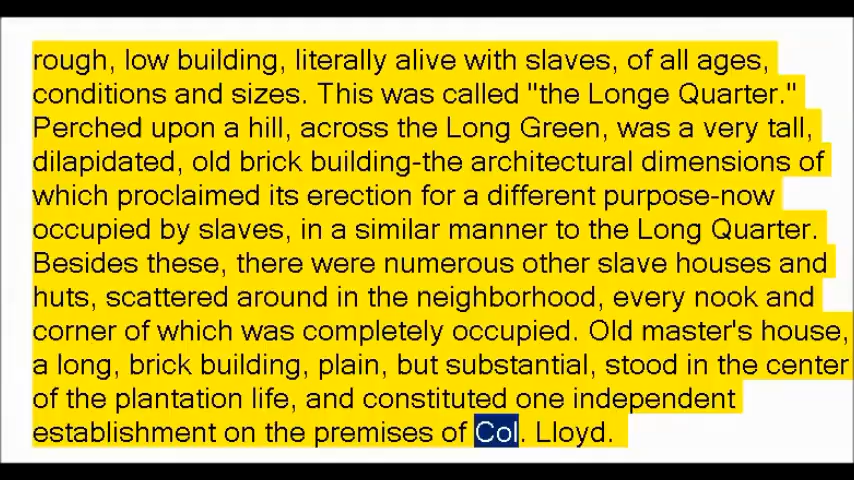 rough, low building, literally alive with slaves, of all ages,
conditions and sizes. This was called "the Longe Quarter."
Perched upon a hill, across the Long Green, was a very tall,
dilapidated, old brick building-the architectural dimensions of
which proclaimed its erection for a different purpose-now
occupied by slaves, in a similar manner to the Long Quarter.
Besides these, there were numerous other slave houses and
huts, scattered around in the neighborhood, every nook and
corner of which was completely occupied. Old master's house,
a long, brick building, plain, but substantial, stood in the center
of the plantation life, and constituted one independent
establishment on the premises of Col. Lloyd.